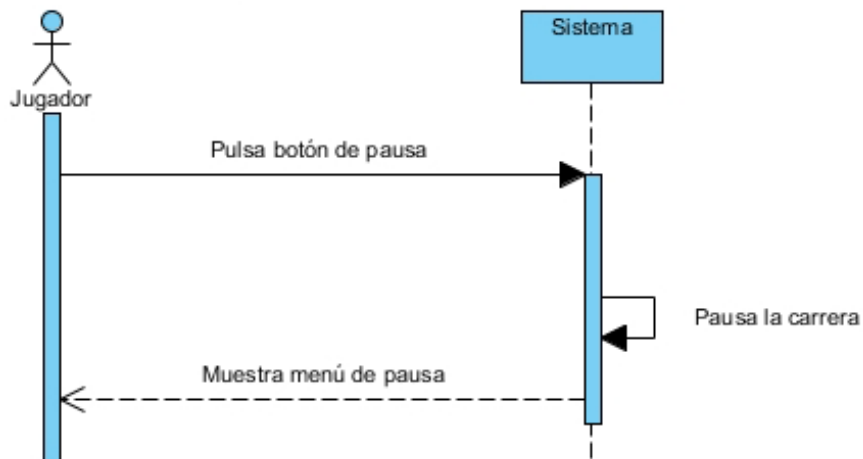 Sistema
Jugador
Pulsa botón de pausa
Pausa la carrera
Muestra menú de pausa